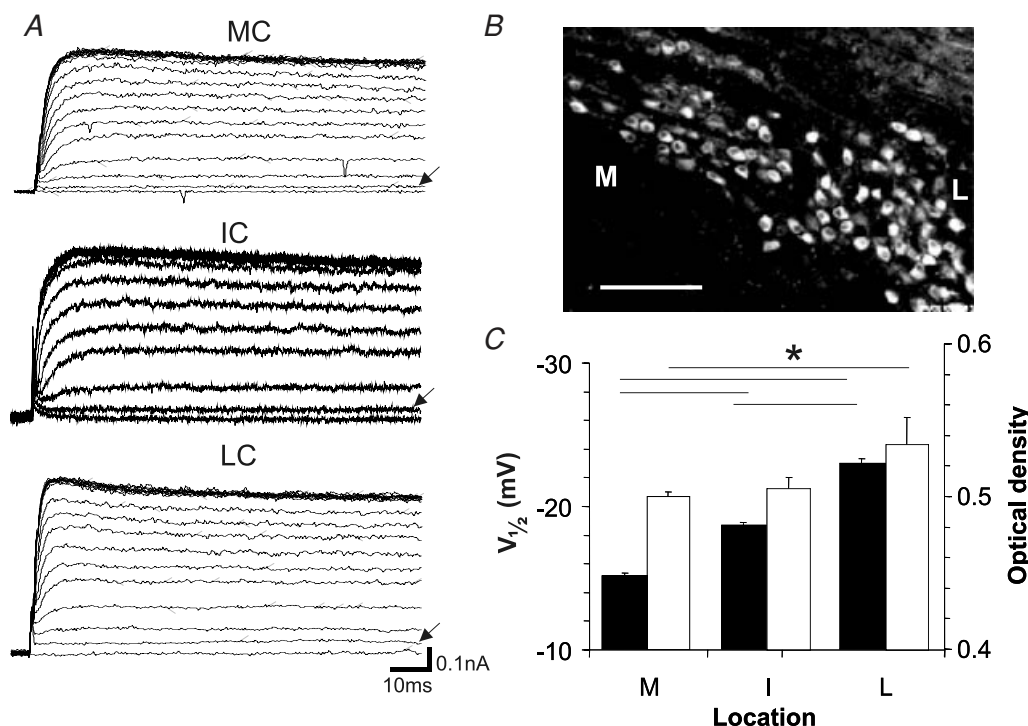 A
MC
IC
LC
0.1nA
10ms
B
M
L
C
*
-30
-20
-10
V½ (mV)
0.6
0.5
0.4
Optical density
M I L
Location